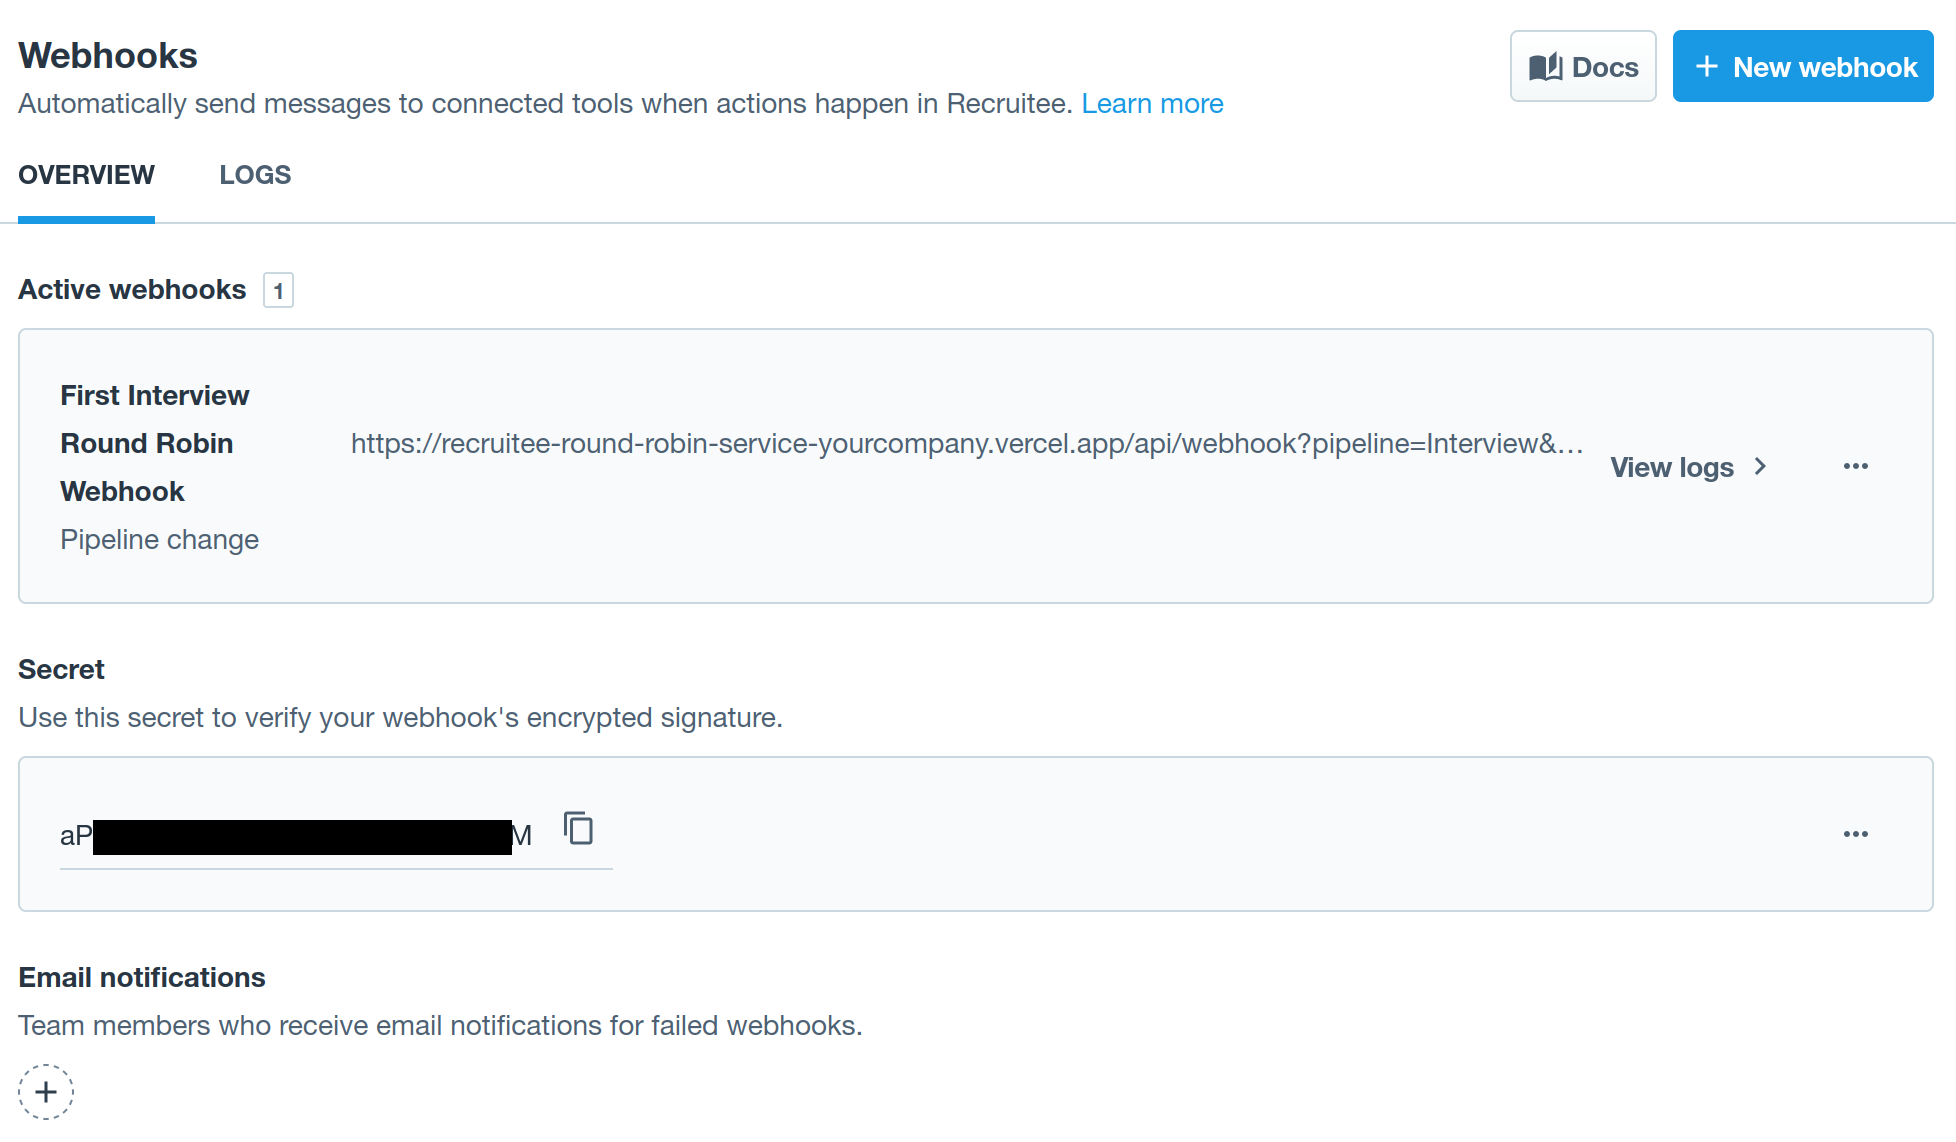 Webhooks
Docs
+ New webhook
Automatically send messages to connected tools when actions happen in Recruitee. Learn more
OVERVIEW
LOGS
Active webhooks 1
First Interview
Round Robin
Webhook
Pipeline change
https://recruitee-round-robin-service-yourcompany.vercel.app/api/webhook?pipeline=Interview&...
View logs
Secret
Use this secret to verify your webhook's encrypted signature.
aP
M
Email notifications
Team members who receive email notifications for failed webhooks.